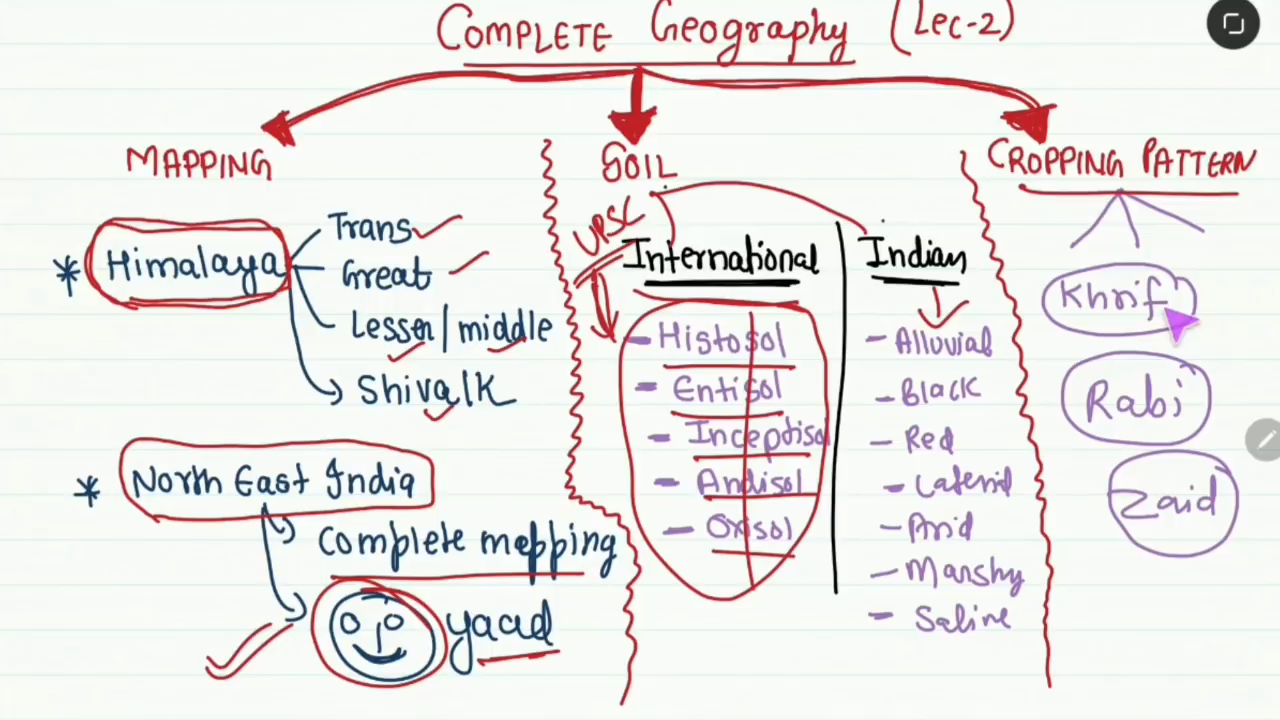 COMPLETE Geography (Lec-2)
MAPPING
* Himalaya
Trans
Great
Lesser/middle
Shivalk
* North East India
complete mapping
yaad
SOIL
UPSC
International
- Histosol
- Entisol
- Inceptisol
- Andisol
- Oxisol
Indian
- Alluvial
- Black
- Red
- Laterid
- Arid
- Marshy
- Saline
CROPPING PATTERN
Khrif
Rabi
Zaid